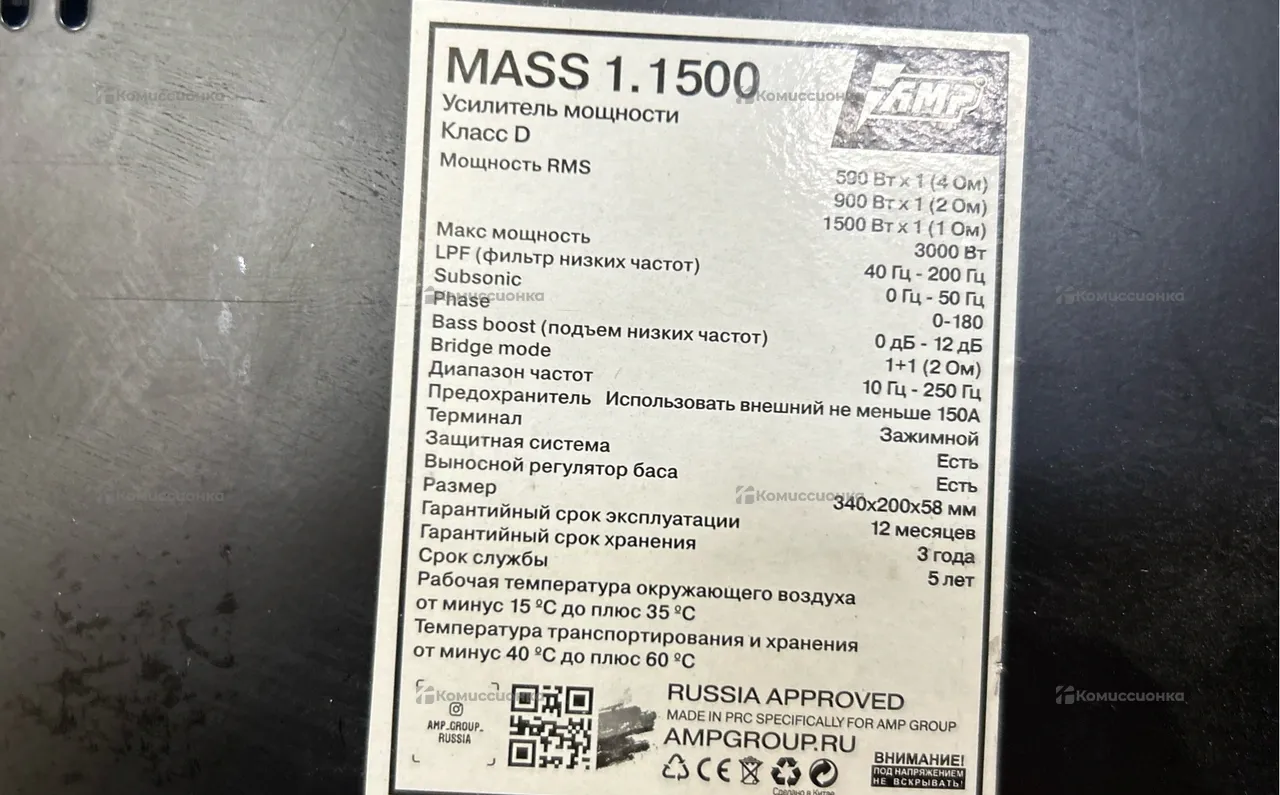 MASS 1.1500
AMP
Усилитель мощности
Класс D
Мощность RMS 500 Вт x 1 (4 Ом)
900 Вт x 1 (2 Ом)
1500 Вт x 1 (1 Ом)
Макс мощность 3000 Вт
LPF (фильтр низких частот) 40 Гц - 200 Гц
Subsonic 0 Гц - 50 Гц
Phase 0-180
Bass boost (подъем низких частот) 0 дБ - 12 дБ
Bridge mode 1+1 (2 Ом)
Диапазон частот 10 Гц - 250 Гц
Предохранитель Использовать внешний не меньше 150А
Терминал Зажимной
Защитная система Есть
Выносной регулятор баса Есть
Размер 340x200x58 мм
Гарантийный срок эксплуатации 12 месяцев
Гарантийный срок хранения 3 года
Срок службы 5 лет
Рабочая температура окружающего воздуха
от минус 15 ºС до плюс 35 ºС
Температура транспортирования и хранения
от минус 40 ºС до плюс 60 ºС
AMP_GROUP_
RUSSIA
RUSSIA APPROVED
MADE IN PRC SPECIFICALLY FOR AMP GROUP
AMPGROUP.RU
CE
Сделано в Китае
ВНИМАНИЕ!
ПОД НАПРЯЖЕНИЕМ
НЕ ВСКРЫВАТЬ!
Комиссионка
Комиссионка
Комиссионка
Комиссионка
Комиссионка
Комиссионка
Комиссионка
Комиссионка